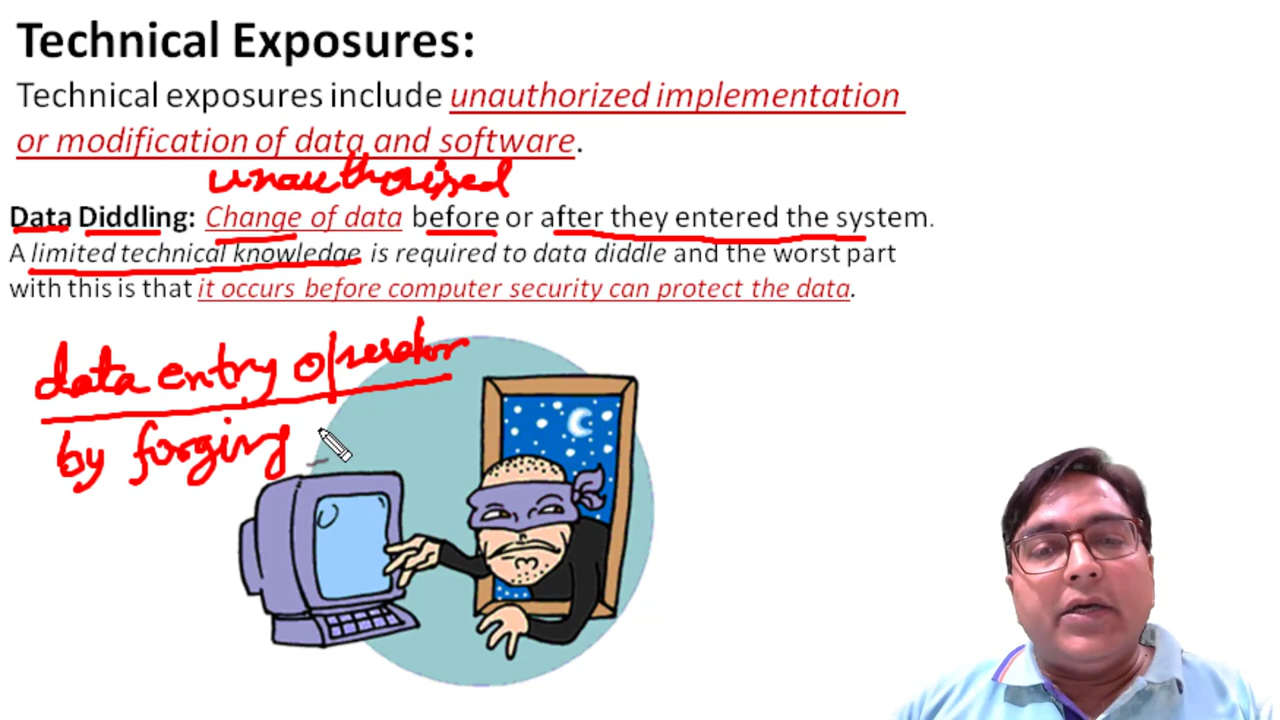 Technical Exposures:
Technical exposures include unauthorized implementation
or modification of data and software.
unauthorised
Data Diddling: Change of data before or after they entered the system.
A limited technical knowledge is required to data diddle and the worst part
with this is that it occurs before computer security can protect the data.
data entry operator
by forging